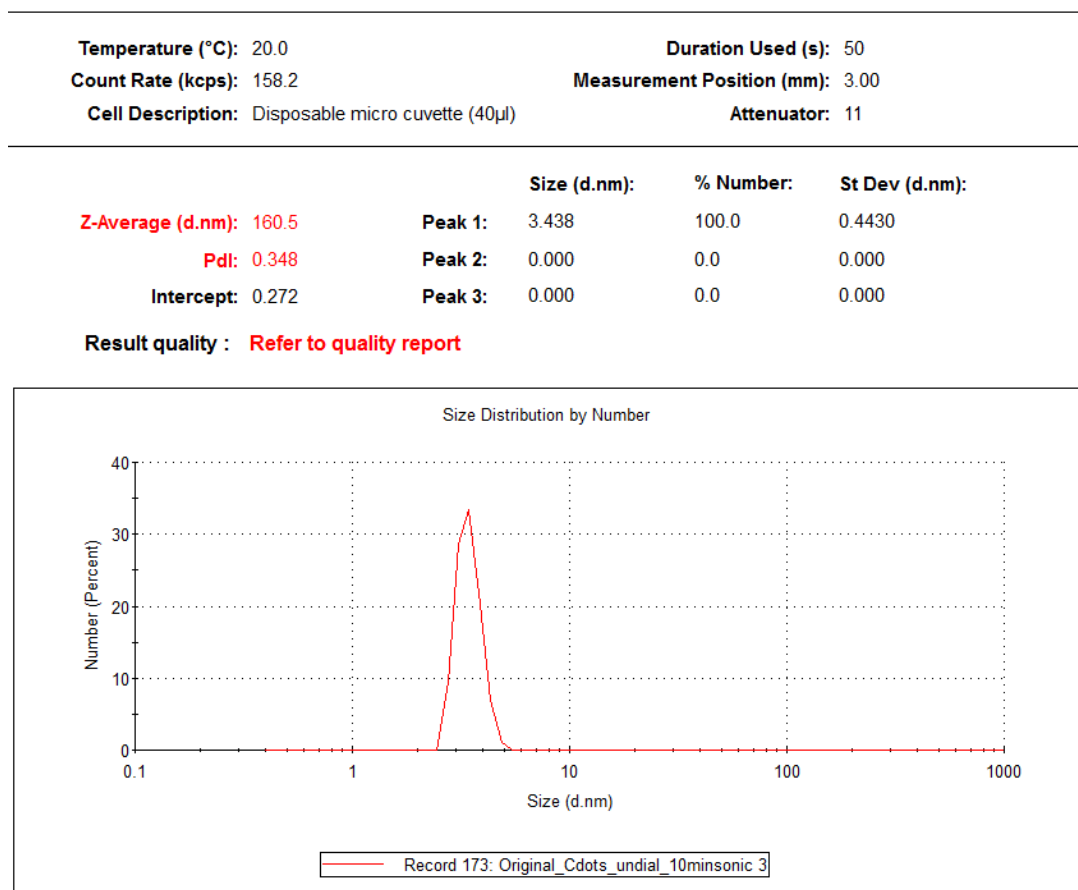 Temperature (°C): 20.0 Duration Used (s): 50
Count Rate (kcps): 158.2 Measurement Position (mm): 3.00
Cell Description: Disposable micro cuvette (40µl) Attenuator: 11
Size (d.nm): % Number: St Dev (d.nm):
Z-Average (d.nm): 160.5 Peak 1: 3.438 100.0 0.4430
PdI: 0.348 Peak 2: 0.000 0.0 0.000
Intercept: 0.272 Peak 3: 0.000 0.0 0.000
Result quality : Refer to quality report
Size Distribution by Number
40
30
20
10
0
Number (Percent)
0.1 1 10 100 1000
Size (d.nm)
Record 173: Original_Cdots_undial_10minsonic 3